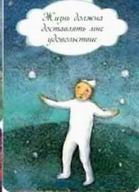 Жизнь должна
доставлять мне
удовольствие